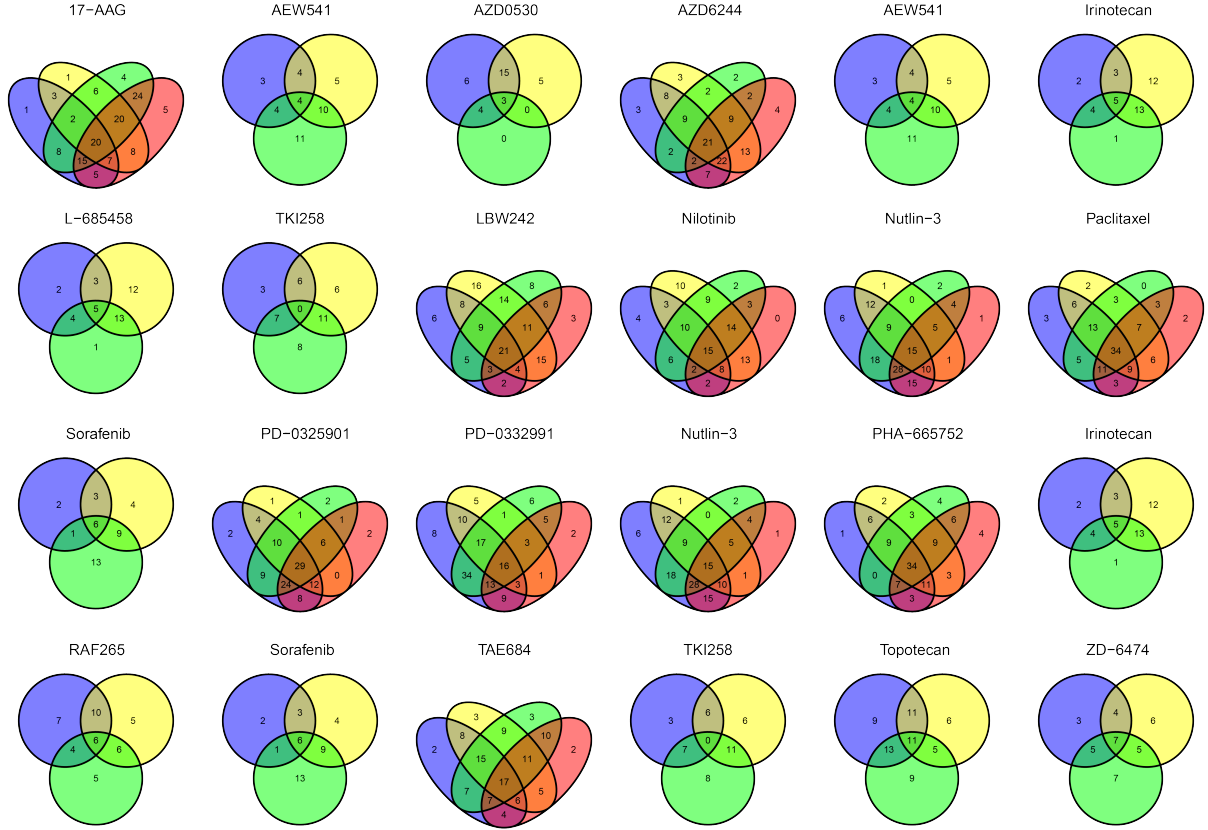 17−AAG AEW541 AZD0530 AZD6244 AEW541 Irinotecan
1 4 3 2
1 3 6 24 5 3 4 5 6 15 5 3 8 2 2 4 3 4 5 2 3 12
2 20 9 9
20 4 4 10 4 3 0 21 4 4 10 4 5 13
8 15 7 8 11 0 2 2 22 13 11 1
5 7
L−685458 TKI258 LBW242 Nilotinib Nutlin−3 Paclitaxel
16 8 10 2 1 2 2 0
2 3 12 3 6 6 6 8 14 6 3 4 3 9 3 0 6 12 0 4 1 3 6 3 3 2
4 5 13 7 0 11 9 11 10 14 9 5 13 7
21 15 15 34
1 8 5 3 4 15 6 2 8 13 18 28 10 1 5 11 9 6
2 2 15 3
Sorafenib PD−0325901 PD−0332991 Nutlin−3 PHA−665752 Irinotecan
1 2 5 6 1 2 2 4
2 3 4 2 4 1 1 2 8 10 1 5 2 6 12 0 4 1 1 6 3 6 4 2 3 12
1 6 9 10 6 17 3 9 5 9 9 4 5 13
29 16 15 34
13 9 24 12 0 34 13 3 1 18 28 10 1 0 7 11 3 1
8 9 15 3
RAF265 Sorafenib TAE684 TKI258 Topotecan ZD−6474
3 3
7 10 5 2 3 4 2 8 9 10 2 3 6 6 9 11 6 3 4 6
4 6 6 1 6 9 15 11 7 0 11 13 11 5 5 7 5
17
5 13 7 7 6 5 8 9 7
4